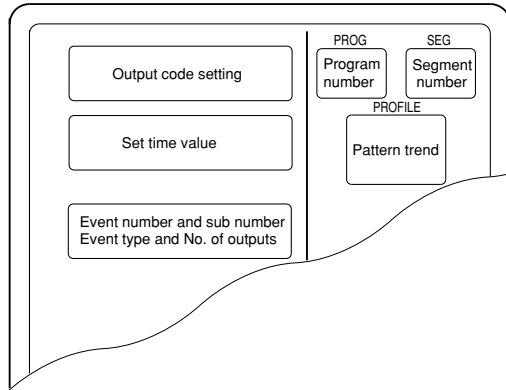 Output code setting
Set time value
Event number and sub number
Event type and No. of outputs
PROG
SEG
Program
number
Segment
number
PROFILE
Pattern trend